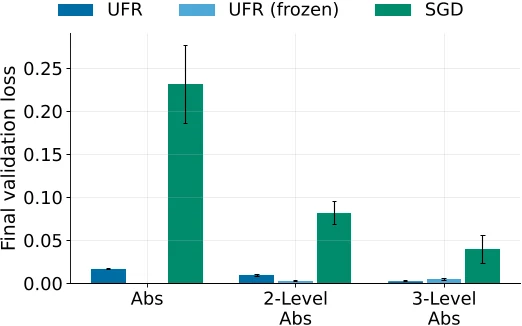 UFR UFR (frozen) SGD
Final validation loss
0.25
0.20
0.15
0.10
0.05
0.00
Abs 2-Level 3-Level
Abs Abs